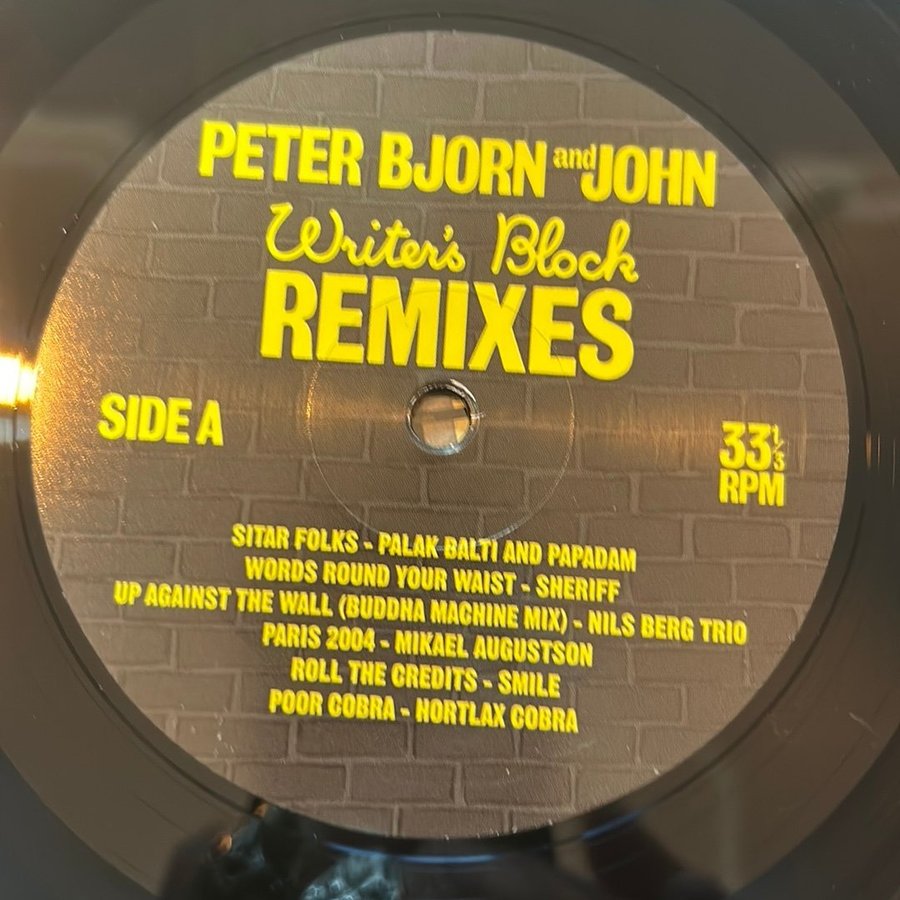 PETER BJORN and JOHN
Writer's Block
REMIXES
SIDE A
33 1/3
RPM
SITAR FOLKS - PALAK BALTI AND PAPADAM
WORDS ROUND YOUR WAIST - SHERIFF
UP AGAINST THE WALL (BUDDHA MACHINE MIX) - NILS BERG TRIO
PARIS 2004 - MIKAEL AUGUSTSON
ROLL THE CREDITS - SMILE
POOR COBRA - HORTLAX COBRA